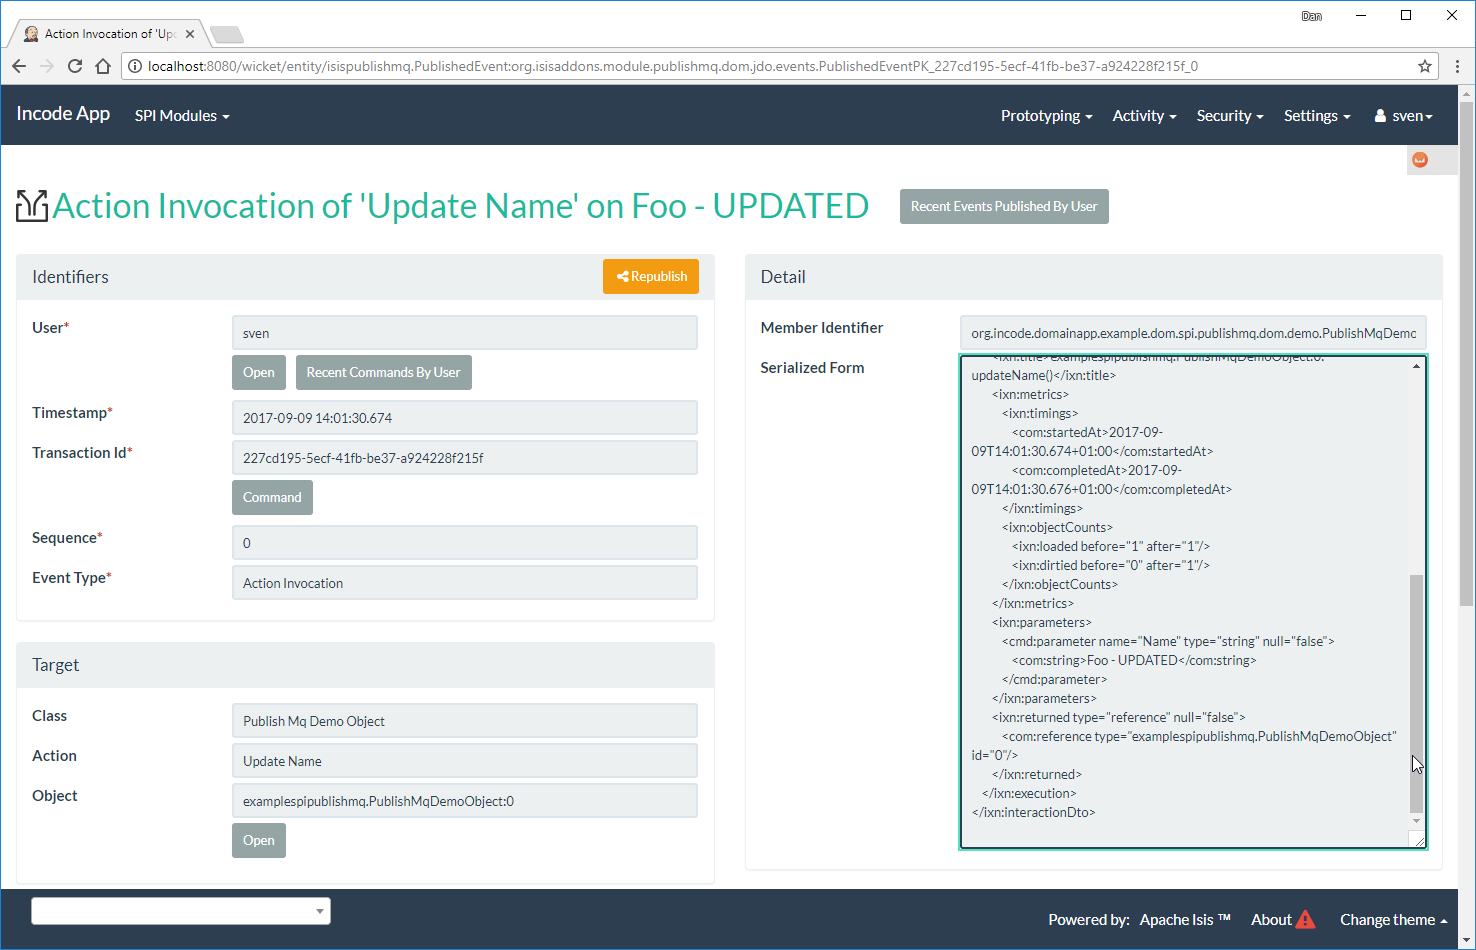 Dan
Action Invocation of 'Upd
localhost:8080/wicket/entity/isispublishmq.PublishedEvent:org.isisaddons.module.publishmq.dom.jdo.events.PublishedEventPK_227cd195-5ecf-41fb-be37-a924228f215f_0
Incode App SPI Modules Prototyping Activity Security Settings sven
Action Invocation of 'Update Name' on Foo - UPDATED Recent Events Published By User
Identifiers Republish
User* sven
Open Recent Commands By User
Timestamp* 2017-09-09 14:01:30.674
Transaction Id* 227cd195-5ecf-41fb-be37-a924228f215f
Command
Sequence* 0
Event Type* Action Invocation
Target
Class Publish Mq Demo Object
Action Update Name
Object examplespipublishmq.PublishMqDemoObject:0
Open
Detail
Member Identifier org.incode.domainapp.example.dom.spi.publishmq.dom.demo.PublishMqDemo
Serialized Form
<ixn:title>examplespipublishmq.PublishMqDemoObject:0:
updateName()</ixn:title>
<ixn:metrics>
<ixn:timings>
<com:startedAt>2017-09-
09T14:01:30.674+01:00</com:startedAt>
<com:completedAt>2017-09-
09T14:01:30.676+01:00</com:completedAt>
</ixn:timings>
<ixn:objectCounts>
<ixn:loaded before="1" after="1"/>
<ixn:dirtied before="0" after="1"/>
</ixn:objectCounts>
</ixn:metrics>
<ixn:parameters>
<cmd:parameter name="Name" type="string" null="false">
<com:string>Foo - UPDATED</com:string>
</cmd:parameter>
</ixn:parameters>
<ixn:returned type="reference" null="false">
<com:reference type="examplespipublishmq.PublishMqDemoObject"
id="0"/>
</ixn:returned>
</ixn:execution>
</ixn:interactionDto>
Powered by: Apache Isis ™ About Change theme